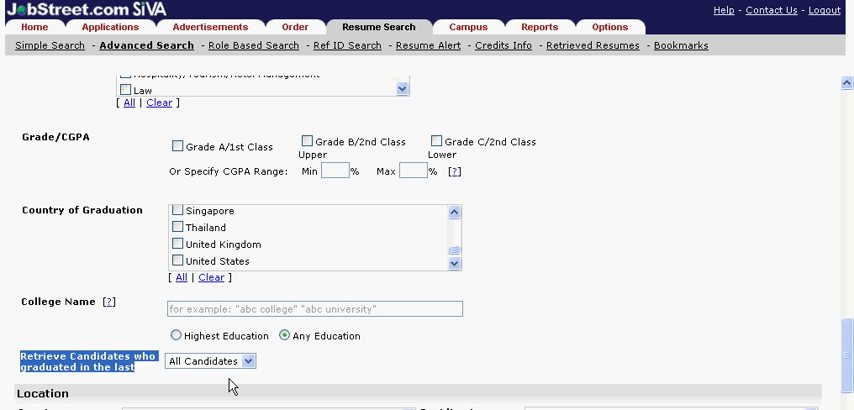 JobStreet.com SiVA
Help - Contact Us - Logout
Home Applications Advertisements Order Resume Search Campus Reports Options
Simple Search - Advanced Search - Role Based Search - Ref ID Search - Resume Alert - Credits Info - Retrieved Resumes - Bookmarks
Hospitality/Tourism/Hotel Management
Law
[ All | Clear ]
Grade/CGPA
Grade A/1st Class Grade B/2nd Class Upper Grade C/2nd Class Lower
Or Specify CGPA Range: Min % Max % [?]
Country of Graduation
Singapore
Thailand
United Kingdom
United States
[ All | Clear ]
College Name [?]
for example: "abc college" "abc university"
Highest Education Any Education
Retrieve Candidates who
graduated in the last
All Candidates
Location